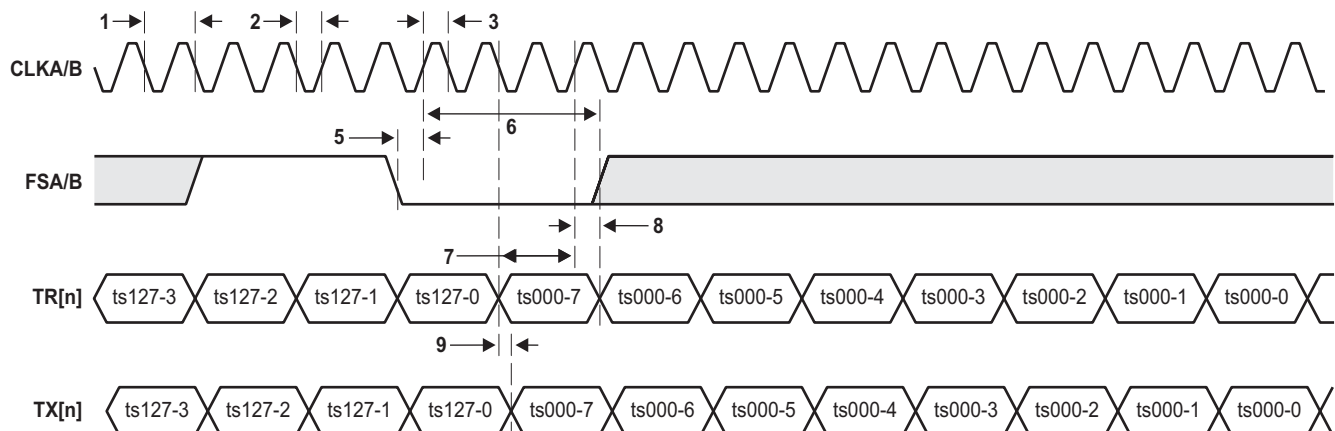 1 2 3
CLKA/B
6
5
FSA/B
8
7
TR[n] ts127-3 ts127-2 ts127-1 ts127-0 ts000-7 ts000-6 ts000-5 ts000-4 ts000-3 ts000-2 ts000-1 ts000-0
9
TX[n] ts127-3 ts127-2 ts127-1 ts127-0 ts000-7 ts000-6 ts000-5 ts000-4 ts000-3 ts000-2 ts000-1 ts000-0